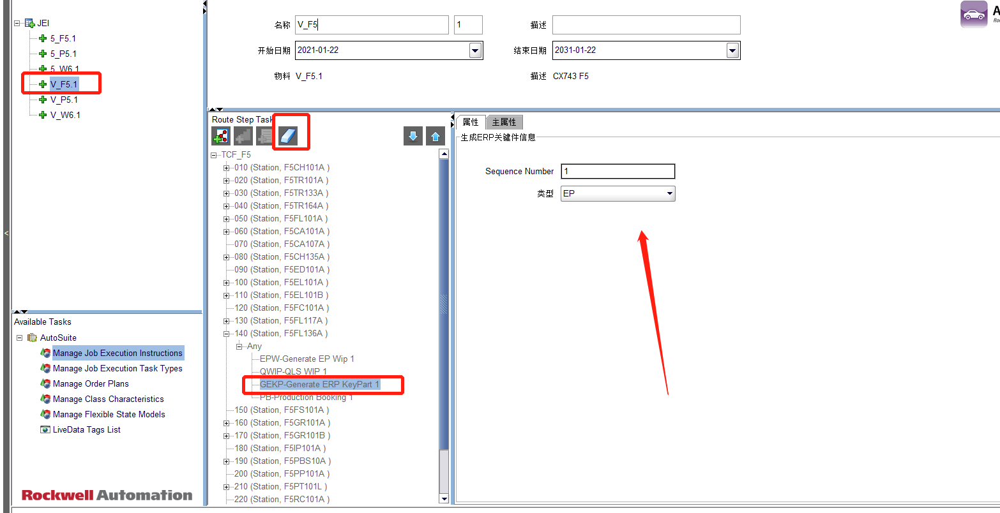 JEI
5_F5.1
5_P5.1
5_W6.1
V_F5.1
V_P5.1
V_W6.1
名称 V_F5 1 描述
开始日期 2021-01-22 结束日期 2031-01-22
物料 V_F5.1 描述 CX743 F5
Route Step Task
TCF_F5
010 (Station, F5CH101A )
020 (Station, F5TR101A )
030 (Station, F5TR133A )
040 (Station, F5TR164A )
050 (Station, F5FL101A )
060 (Station, F5CA101A )
070 (Station, F5CA107A )
080 (Station, F5CH135A )
090 (Station, F5ED101A )
100 (Station, F5EL101A )
110 (Station, F5EL101B )
120 (Station, F5FC101A )
130 (Station, F5FL117A )
140 (Station, F5FL136A )
Any
EPW-Generate EP Wip 1
QWIP-QLS WIP 1
GEKP-Generate ERP KeyPart 1
PB-Production Booking 1
150 (Station, F5FS101A )
160 (Station, F5GR101A )
170 (Station, F5GR101B )
180 (Station, F5IP101A )
190 (Station, F5PBS10A )
200 (Station, F5PP101A )
210 (Station, F5PT101L )
220 (Station, F5RC101A )
属性 主属性
生成ERP关键件信息
Sequence Number 1
类型 EP
Available Tasks
AutoSuite
Manage Job Execution Instructions
Manage Job Execution Task Types
Manage Order Plans
Manage Class Characteristics
Manage Flexible State Models
LiveData Tags List
Rockwell Automation